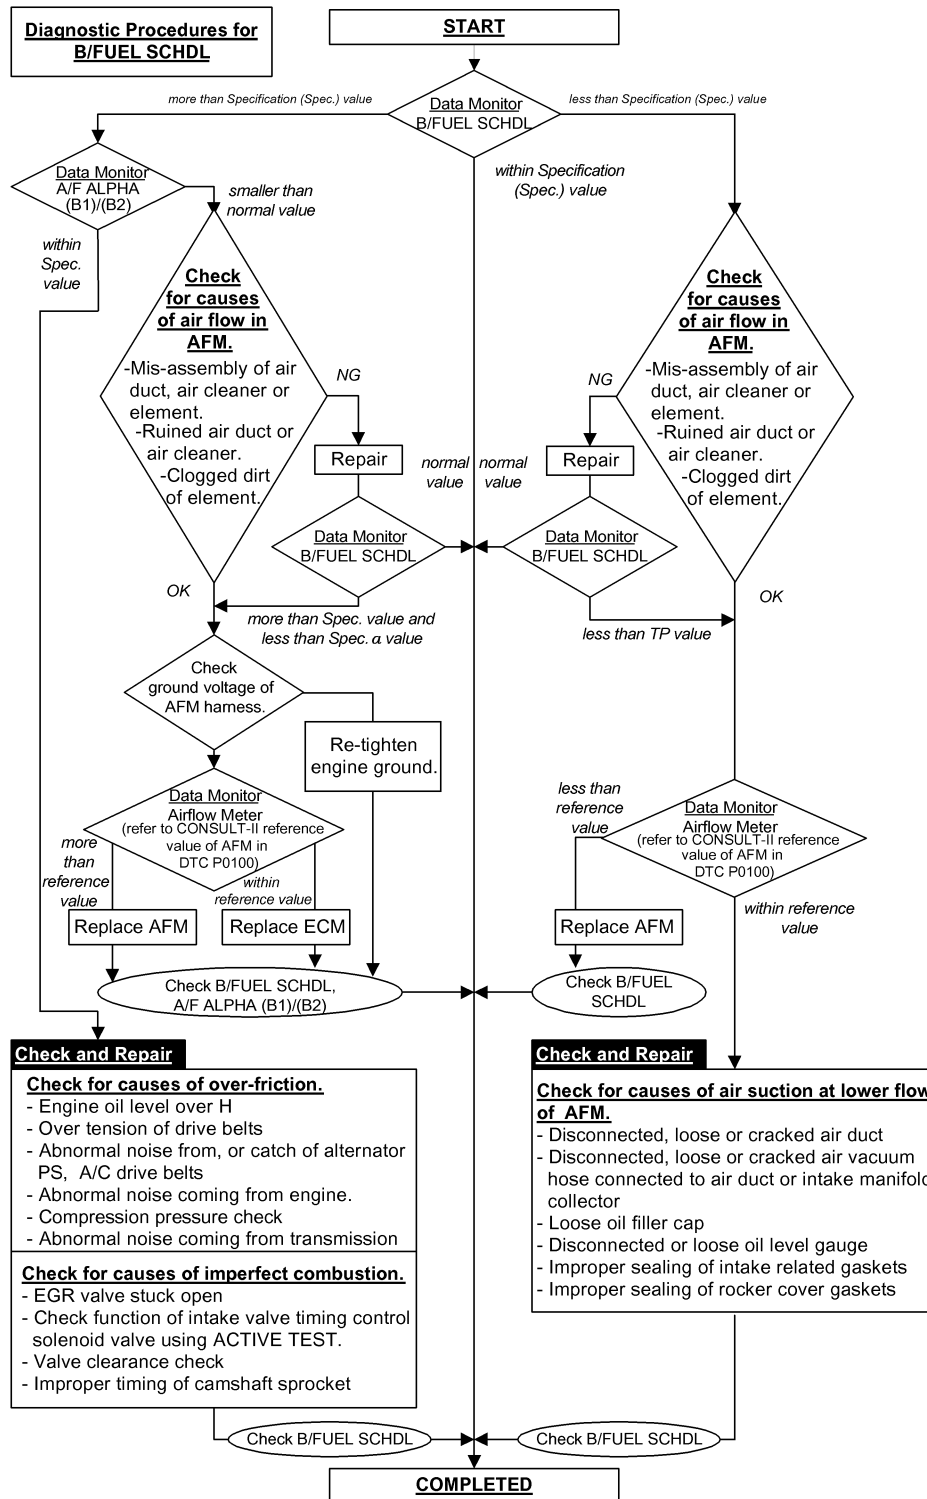 Diagnostic Procedures for
B/FUEL SCHDL
START
more than Specification (Spec.) value
Data Monitor
B/FUEL SCHDL
less than Specification (Spec.) value
within Specification
(Spec.) value
Data Monitor
A/F ALPHA
(B1)/(B2)
smaller than
normal value
within
Spec.
value
Check
for causes
of air flow in
AFM.
-Mis-assembly of air
duct, air cleaner or
element.
-Ruined air duct or
air cleaner.
-Clogged dirt
of element.
NG
Repair
normal
value
Data Monitor
B/FUEL SCHDL
OK
more than Spec. value and
less than Spec. α value
Check
for causes
of air flow in
AFM.
-Mis-assembly of air
duct, air cleaner or
element.
-Ruined air duct or
air cleaner.
-Clogged dirt
of element.
NG
Repair
normal
value
Data Monitor
B/FUEL SCHDL
OK
less than TP value
Check
ground voltage of
AFM harness.
Re-tighten
engine ground.
Data Monitor
Airflow Meter
(refer to CONSULT-II reference
value of AFM in
DTC P0100)
more
than
reference
value
within
reference value
Replace AFM
Replace ECM
Check B/FUEL SCHDL,
A/F ALPHA (B1)/(B2)
less than
reference
value
Data Monitor
Airflow Meter
(refer to CONSULT-II reference
value of AFM in
DTC P0100)
within reference
value
Replace AFM
Check B/FUEL
SCHDL
Check and Repair
Check for causes of over-friction.
- Engine oil level over H
- Over tension of drive belts
- Abnormal noise from, or catch of alternator
PS, A/C drive belts
- Abnormal noise coming from engine.
- Compression pressure check
- Abnormal noise coming from transmission
Check for causes of imperfect combustion.
- EGR valve stuck open
- Check function of intake valve timing control
solenoid valve using ACTIVE TEST.
- Valve clearance check
- Improper timing of camshaft sprocket
Check and Repair
Check for causes of air suction at lower flow
of AFM.
- Disconnected, loose or cracked air duct
- Disconnected, loose or cracked air vacuum
hose connected to air duct or intake manifold
collector
- Loose oil filler cap
- Disconnected or loose oil level gauge
- Improper sealing of intake related gaskets
- Improper sealing of rocker cover gaskets
Check B/FUEL SCHDL
Check B/FUEL SCHDL
COMPLETED